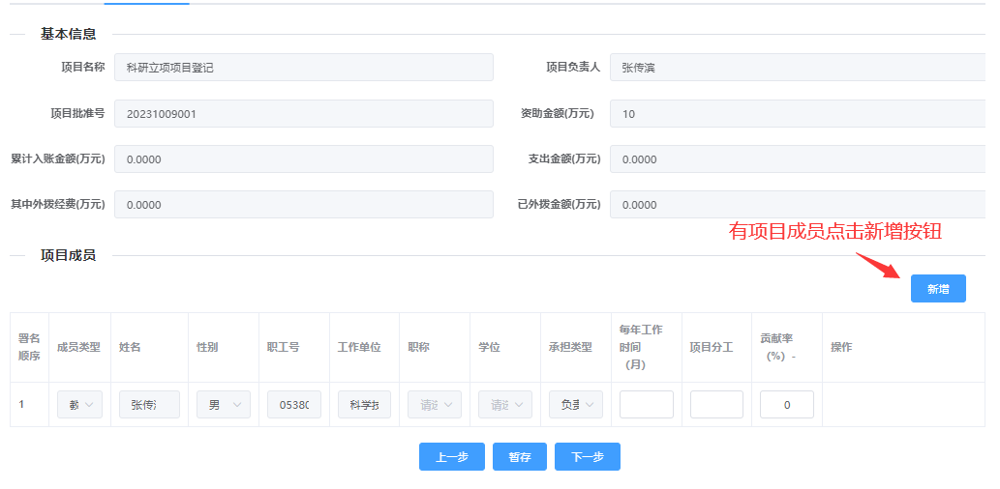 基本信息
项目名称 科研立项项目登记 项目负责人 张传滨
项目批准号 20231009001 资助金额(万元) 10
累计入账金额(万元) 0.0000 支出金额(万元) 0.0000
其中外拨经费(万元) 0.0000 已外拨金额(万元) 0.0000
有项目成员点击新增按钮
项目成员
新增
署名顺序 成员类型 姓名 性别 职工号 工作单位 职称 学位 承担类型 每年工作时间（月） 项目分工 贡献率（%）- 操作
1 教 张传 男 0538 科学技 请选 请选 负责 0
上一步 暂存 下一步